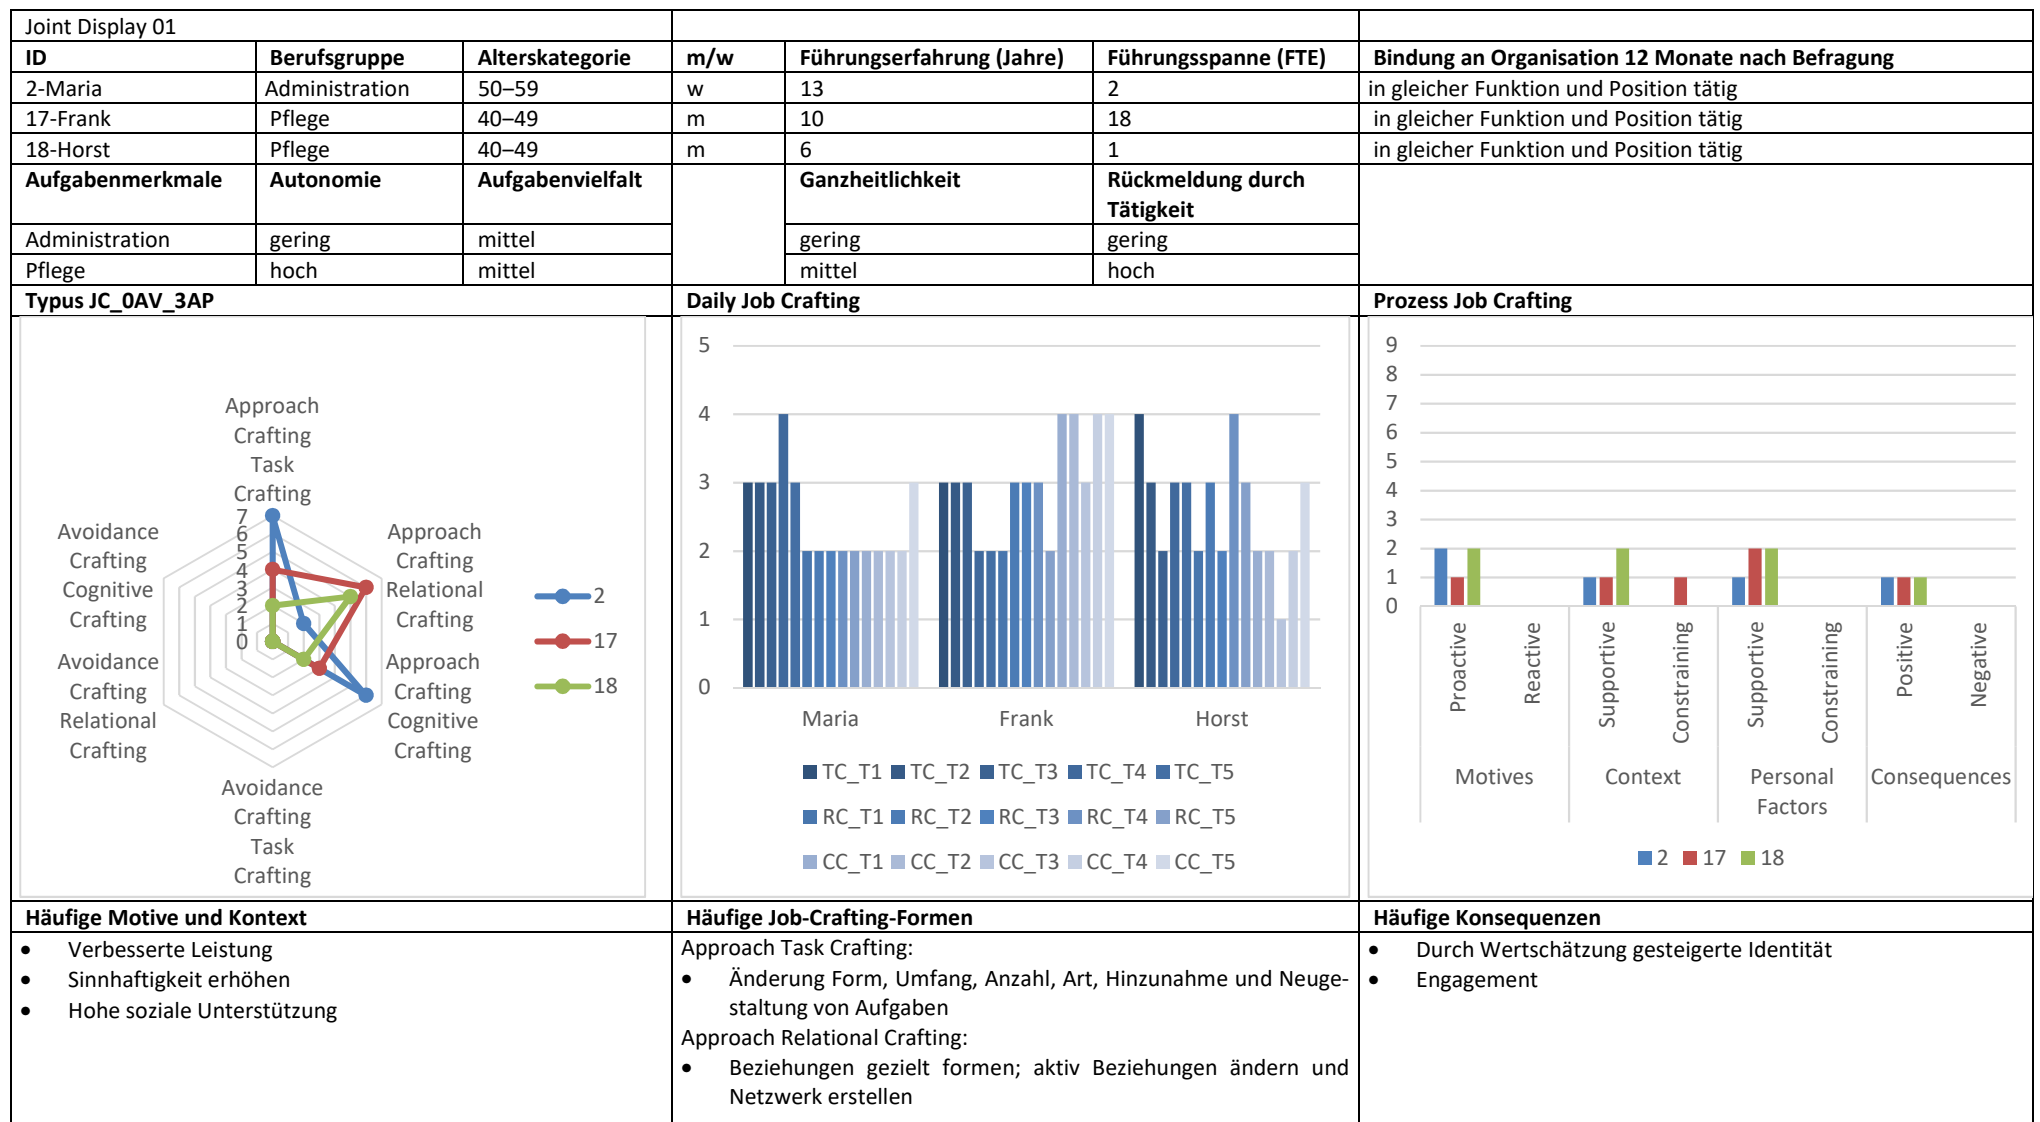 Joint Display 01
ID Berufsgruppe Alterskategorie m/w Führungserfahrung (Jahre) Führungsspanne (FTE) Bindung an Organisation 12 Monate nach Befragung
2-Maria Administration 50–59 w 13 2 in gleicher Funktion und Position tätig
17-Frank Pflege 40–49 m 10 18 in gleicher Funktion und Position tätig
18-Horst Pflege 40–49 m 6 1 in gleicher Funktion und Position tätig
Aufgabenmerkmale Autonomie Aufgabenvielfalt Ganzheitlichkeit Rückmeldung durch
Tätigkeit
Administration gering mittel gering gering
Pflege hoch mittel mittel hoch
Typus JC_0AV_3AP Daily Job Crafting Prozess Job Crafting
Approach
Crafting
Task
Crafting
7
6
5
4
3
2
1
0
Approach
Crafting
Relational
Crafting
Approach
Crafting
Cognitive
Crafting
Avoidance
Crafting
Task
Crafting
Avoidance
Crafting
Relational
Crafting
Avoidance
Crafting
Cognitive
Crafting
2
17
18
5
4
3
2
1
0
Maria Frank Horst
TC_T1 TC_T2 TC_T3 TC_T4 TC_T5
RC_T1 RC_T2 RC_T3 RC_T4 RC_T5
CC_T1 CC_T2 CC_T3 CC_T4 CC_T5
9
8
7
6
5
4
3
2
1
0
Proactive
Reactive
Supportive
Constraining
Supportive
Constraining
Positive
Negative
Motives Context Personal Consequences
Factors
2 17 18
Häufige Motive und Kontext
• Verbesserte Leistung
• Sinnhaftigkeit erhöhen
• Hohe soziale Unterstützung
Häufige Job-Crafting-Formen
Approach Task Crafting:
• Änderung Form, Umfang, Anzahl, Art, Hinzunahme und Neuge-
staltung von Aufgaben
Approach Relational Crafting:
• Beziehungen gezielt formen; aktiv Beziehungen ändern und
Netzwerk erstellen
Häufige Konsequenzen
• Durch Wertschätzung gesteigerte Identität
• Engagement